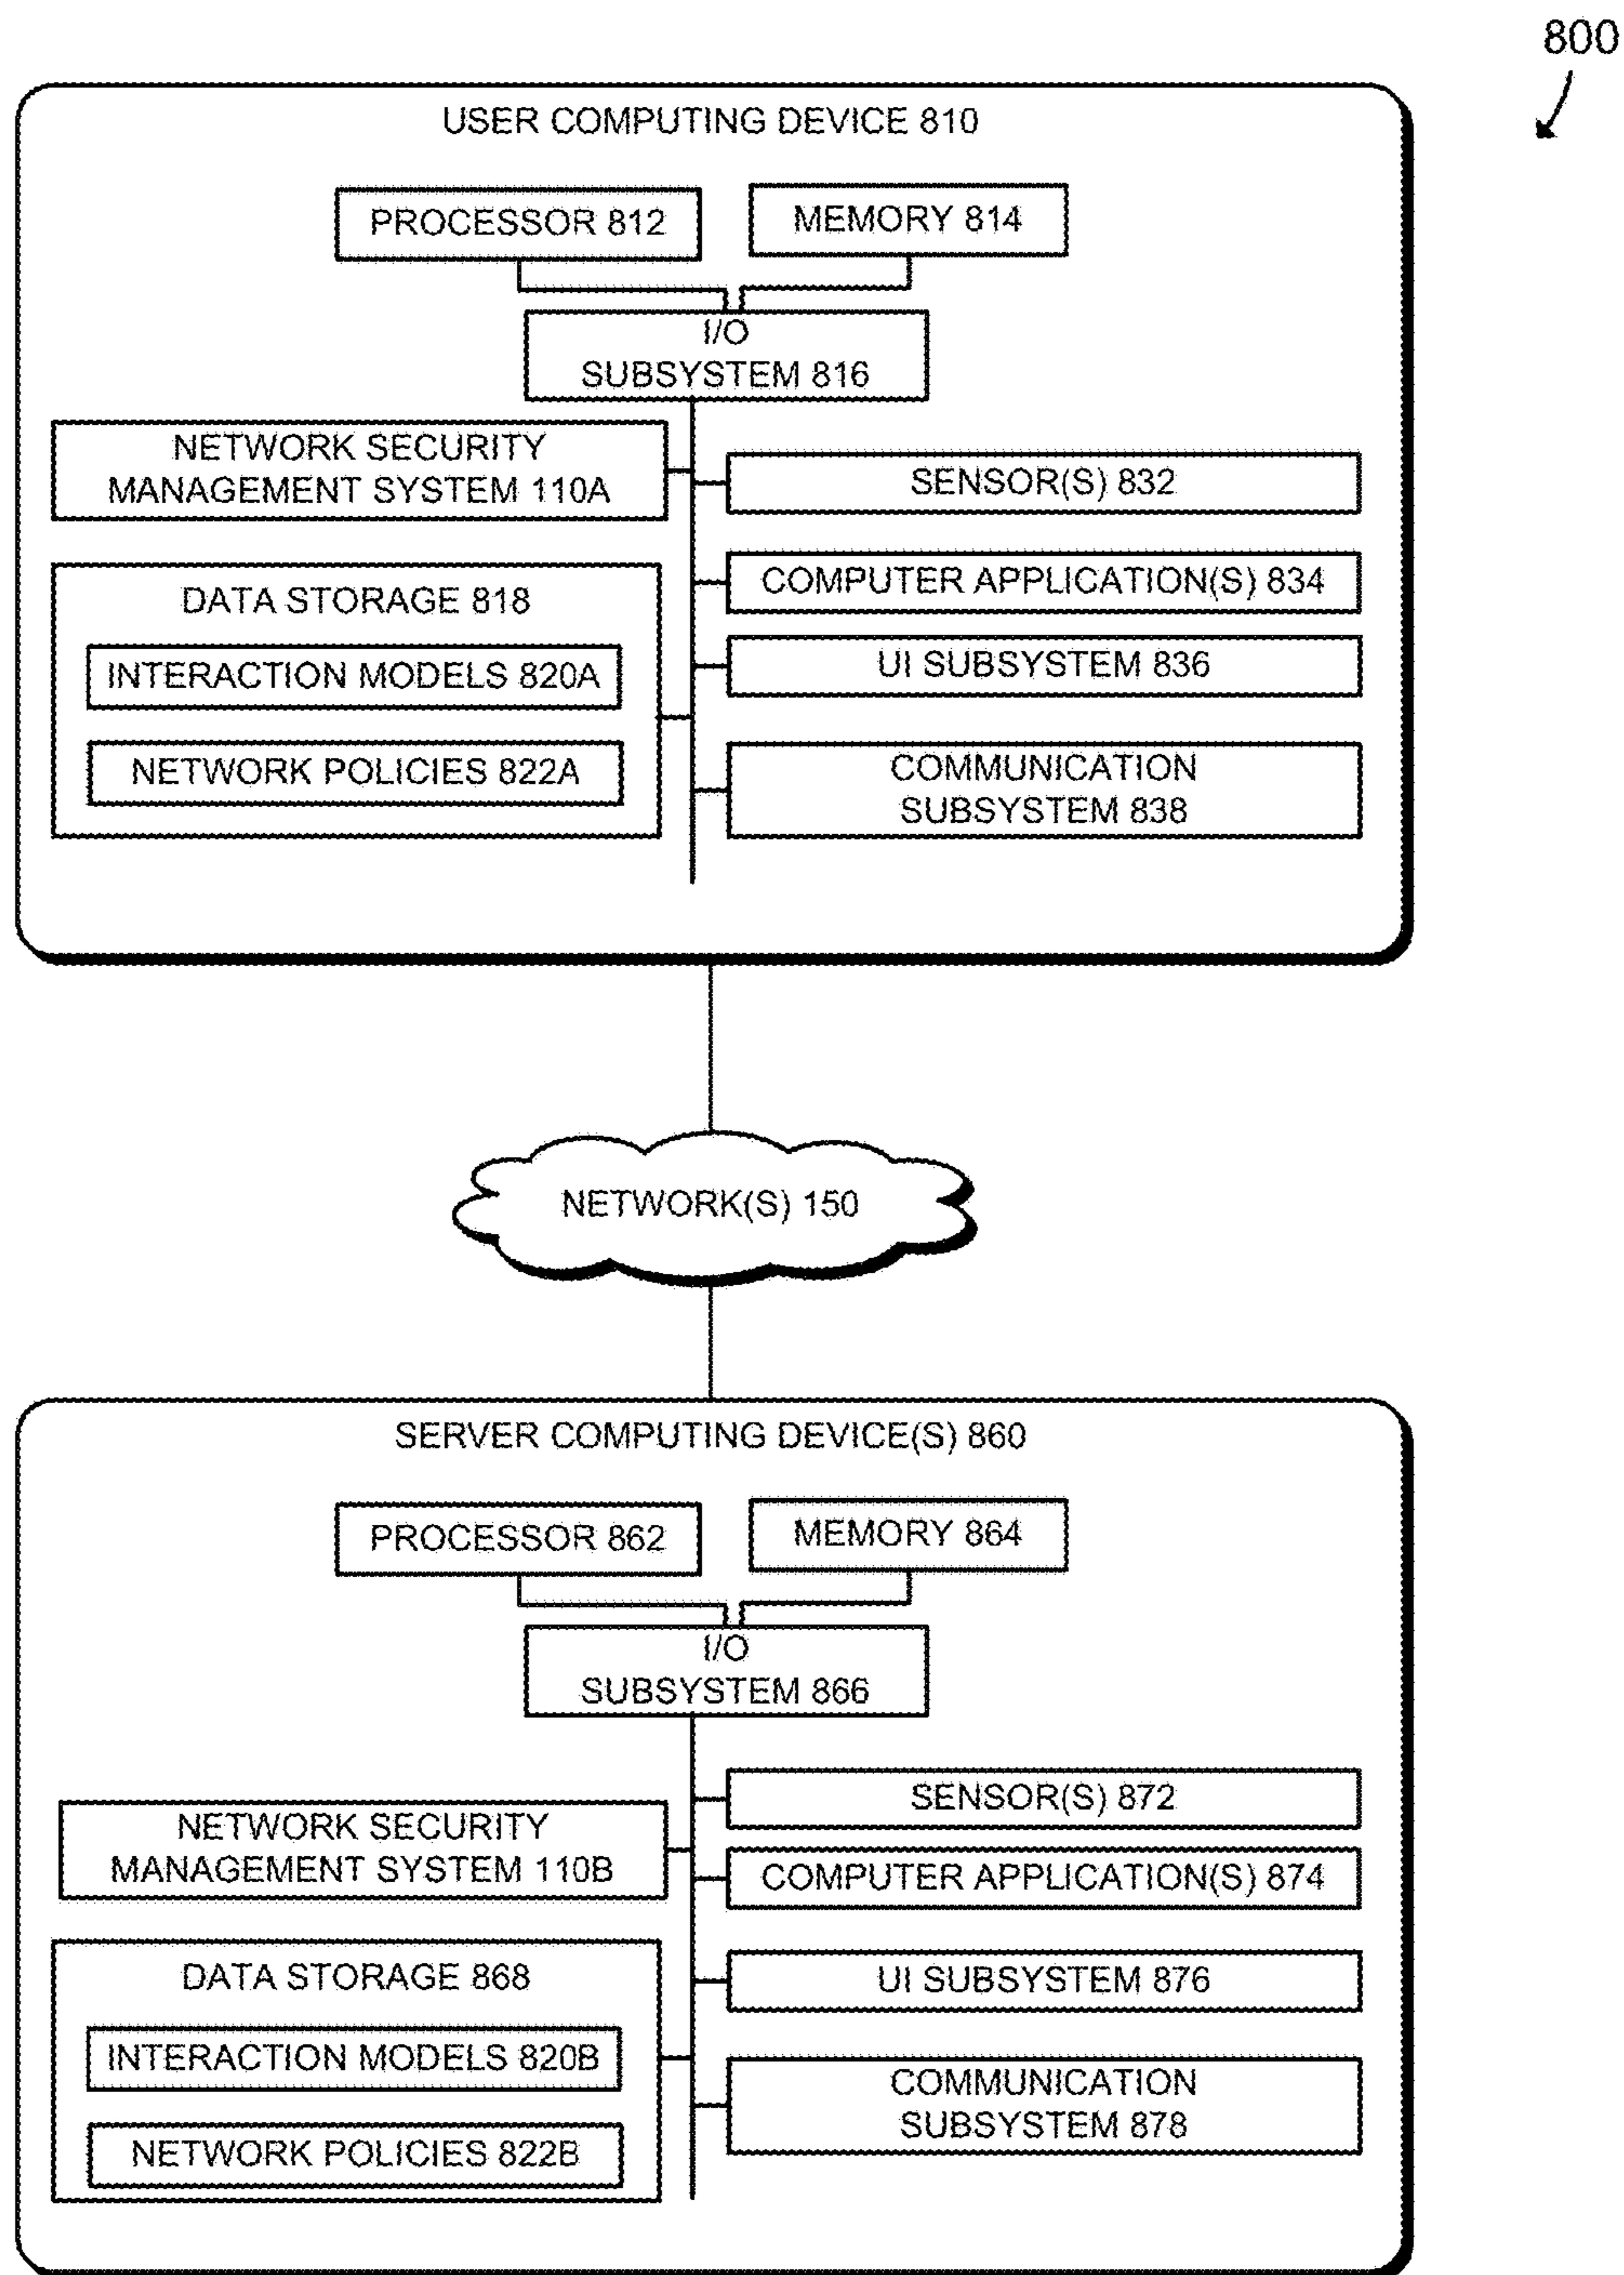 800
USER COMPUTING DEVICE 810
PROCESSOR 812
MEMORY 814
I/O
SUBSYSTEM 816
NETWORK SECURITY
MANAGEMENT SYSTEM 110A
SENSOR(S) 832
DATA STORAGE 818
COMPUTER APPLICATION(S) 834
INTERACTION MODELS 820A
UI SUBSYSTEM 836
NETWORK POLICIES 822A
COMMUNICATION
SUBSYSTEM 838
NETWORK(S) 150
SERVER COMPUTING DEVICE(S) 860
PROCESSOR 862
MEMORY 864
I/O
SUBSYSTEM 866
NETWORK SECURITY
MANAGEMENT SYSTEM 110B
SENSOR(S) 872
COMPUTER APPLICATION(S) 874
DATA STORAGE 868
UI SUBSYSTEM 876
INTERACTION MODELS 820B
NETWORK POLICIES 822B
COMMUNICATION
SUBSYSTEM 878